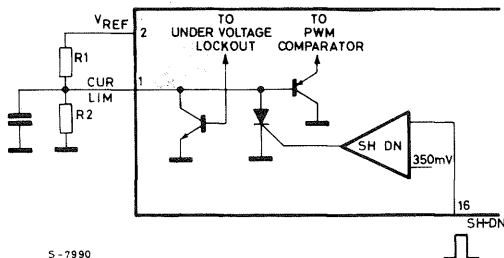 VREF
2
TO
UNDER VOLTAGE
LOCKOUT
TO
PWM
COMPARATOR
R1
CUR
LIM
1
R2
SH DN
350mV
16
SH-DN
S-7990